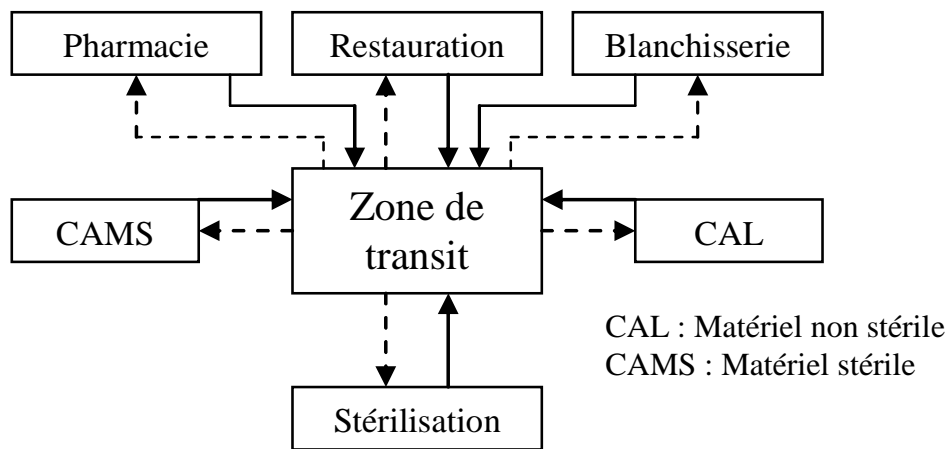 Pharmacie
Restauration
Blanchisserie
Zone de
transit
CAMS
CAL
CAL : Matériel non stérile
CAMS : Matériel stérile
Stérilisation